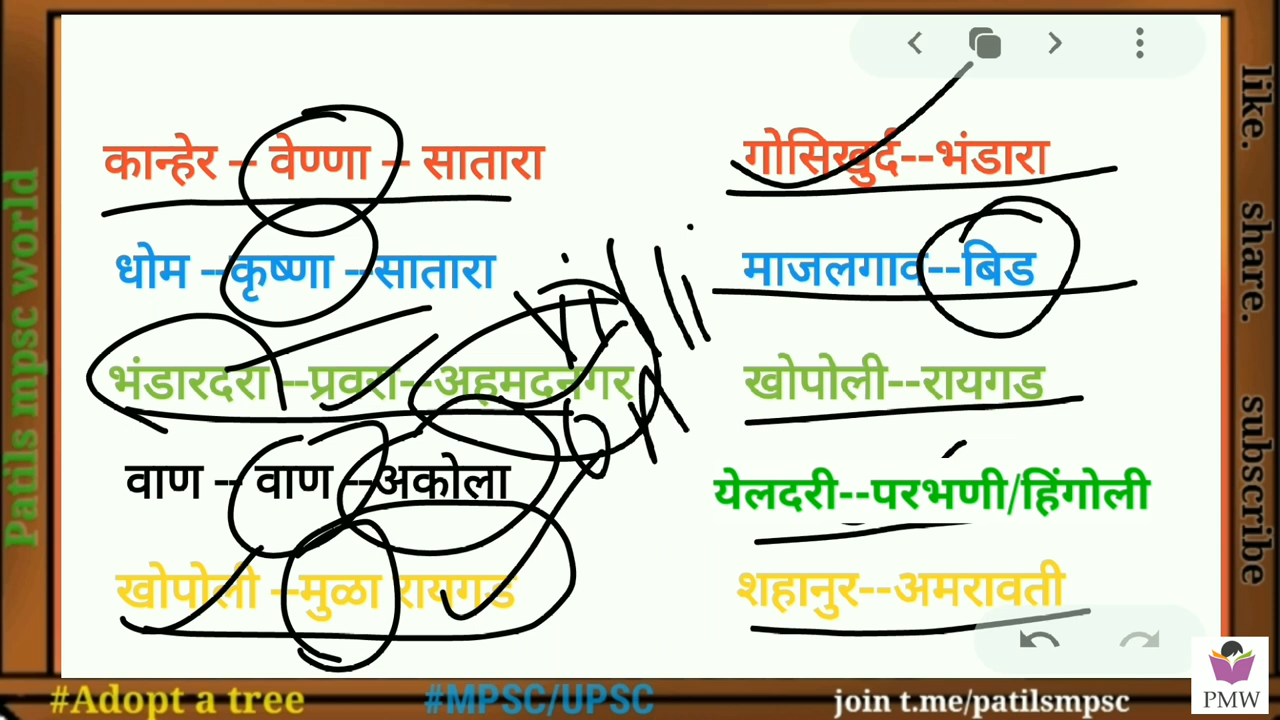 कान्हेर -- वेण्णा -- सातारा
धोम --कृष्णा --सातारा
भंडारदरा --प्रवरा--अहमदनगर
वाण -- वाण --अकोला
खोपोली --मुळा रायगड
गोसिखुर्द--भंडारा
माजलगाव--बिड
खोपोली--रायगड
येलदरी--परभणी/हिंगोली
शहानुर--अमरावती
Patils mpsc world
like. share. subscribe
#Adopt a tree
#MPSC/UPSC
join t.me/patilsmpsc
PMW